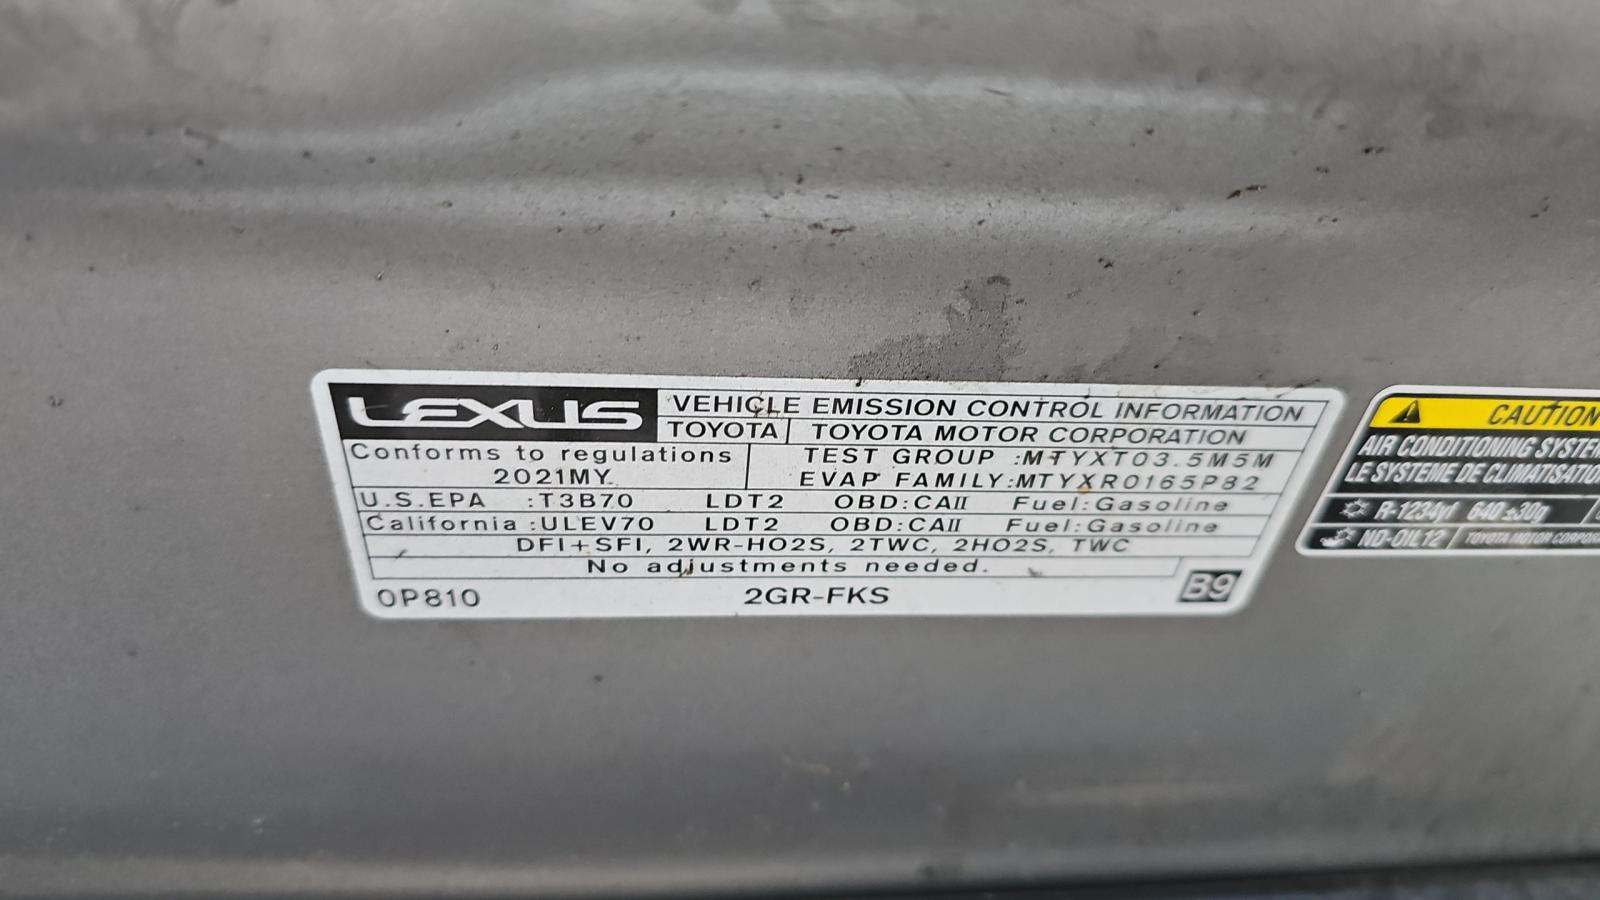 LEXUS VEHICLE EMISSION CONTROL INFORMATION
TOYOTA TOYOTA MOTOR CORPORATION
Conforms to regulations TEST GROUP :MTYXT03.5M5M
2021MY EVAP FAMILY:MTYXR0165P82
U.S.EPA :T3B70 LDT2 OBD:CAII Fuel:Gasoline
California :ULEV70 LDT2 OBD:CAII Fuel:Gasoline
DFI+SFI, 2WR-HO2S, 2TWC, 2HO2S, TWC
No adjustments needed.
0P810 2GR-FKS B9
CAUTION
AIR CONDITIONING SYSTEM
LE SYSTEME DE CLIMATISATION
R-1234yf 640 ±30g
ND-OIL12 TOYOTA MOTOR